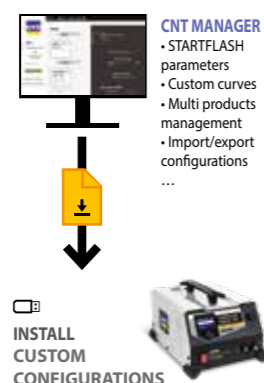 CNT MANAGER
• STARTFLASH
parameters
• Custom curves
• Multi products
management
• Import/export
configurations
…
INSTALL
CUSTOM
CONFIGURATIONS